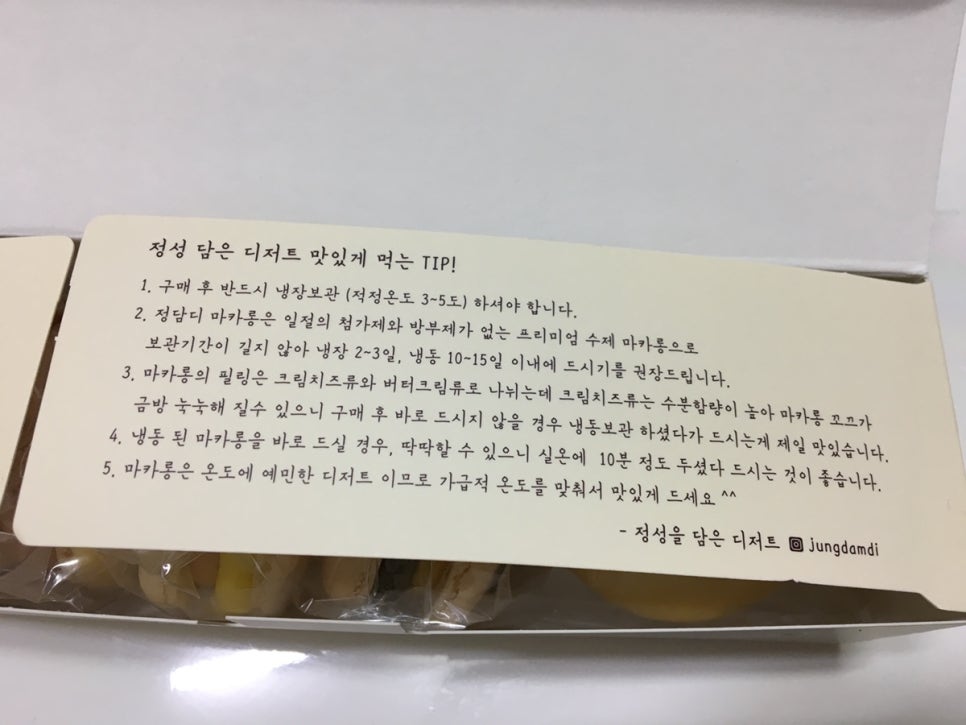 정성 담은 디저트 맛있게 먹는 TIP!
1. 구매 후 반드시 냉장보관 (적정온도 3~5도) 하셔야 합니다.
2. 정담디 마카롱은 일절의 첨가제와 방부제가 없는 프리미엄 수제 마카롱으로
보관기간이 길지 않아 냉장 2~3일, 냉동 10~15일 이내에 드시기를 권장드립니다.
3. 마카롱의 필링은 크림치즈류와 버터크림류로 나뉘는데 크림치즈류는 수분함량이 높아 마카롱 꼬끄가
금방 눅눅해 질수 있으니 구매 후 바로 드시지 않을 경우 냉동보관 하셨다가 드시는게 제일 맛있습니다.
4. 냉동 된 마카롱을 바로 드실 경우, 딱딱할 수 있으니 실온에 10분 정도 두셨다 드시는 것이 좋습니다.
5. 마카롱은 온도에 예민한 디저트 이므로 가급적 온도를 맞춰서 맛있게 드세요 ^^
- 정성을 담은 디저트 jungdamdi